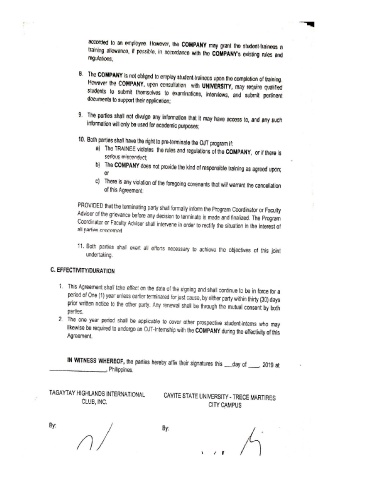 accorded to an employee. However, the COMPANY may grant the student-trainees a
training allowance, if possible, in accordance with the COMPANY's existing rules and
regulations;
8. The COMPANY is not obliged to employ student-trainees upon the completion of training.
However the COMPANY, upon consultation with UNIVERSITY, may require qualified
students to submit themselves to examinations, interviews, and submit pertinent
documents to support their application;
9. The parties shall not divulge any information that it may have access to, and any such
information will only be used for academic purposes;
10. Both parties shall have the right to pre-terminate the OJT program if:
a) The TRAINEE violates the rules and regulations of the COMPANY, or if there is
serious misconduct;
b) The COMPANY does not provide the kind of responsible training as agreed upon;
or
c) There is any violation of the foregoing covenants that will warrant the cancellation
of this Agreement.
PROVIDED that the terminating party shall formally inform the Program Coordinator or Faculty
Advisor of the grievance before any decision to terminate is made and finalized. The Program
Coordinator or Faculty Adviser shall intervene in order to rectify the situation in the interest of
all parties concerned.
11. Both parties shall exert all efforts necessary to achieve the objectives of this joint
undertaking.
C. EFFECTIVITY/DURATION
1. This Agreement shall take effect on the date of the signing and shall continue to be in force for a
period of One (1) year unless earlier terminated for just cause, by either party within thirty (30) days
prior written notice to the other party. Any renewal shall be through the mutual consent by both
parties.
2. The one year period shall be applicable to cover other prospective student-interns who may
likewise be required to undergo an OJT-Internship with the COMPANY during the effectivity of this
Agreement.
IN WITNESS WHEREOF, the parties hereby affix their signatures this ___day of ____, 2019 at
_______________, Philippines.
TAGAYTAY HIGHLANDS INTERNATIONAL
CLUB, INC.
CAVITE STATE UNIVERSITY - TRECE MARTIRES
CITY CAMPUS
By:
By: